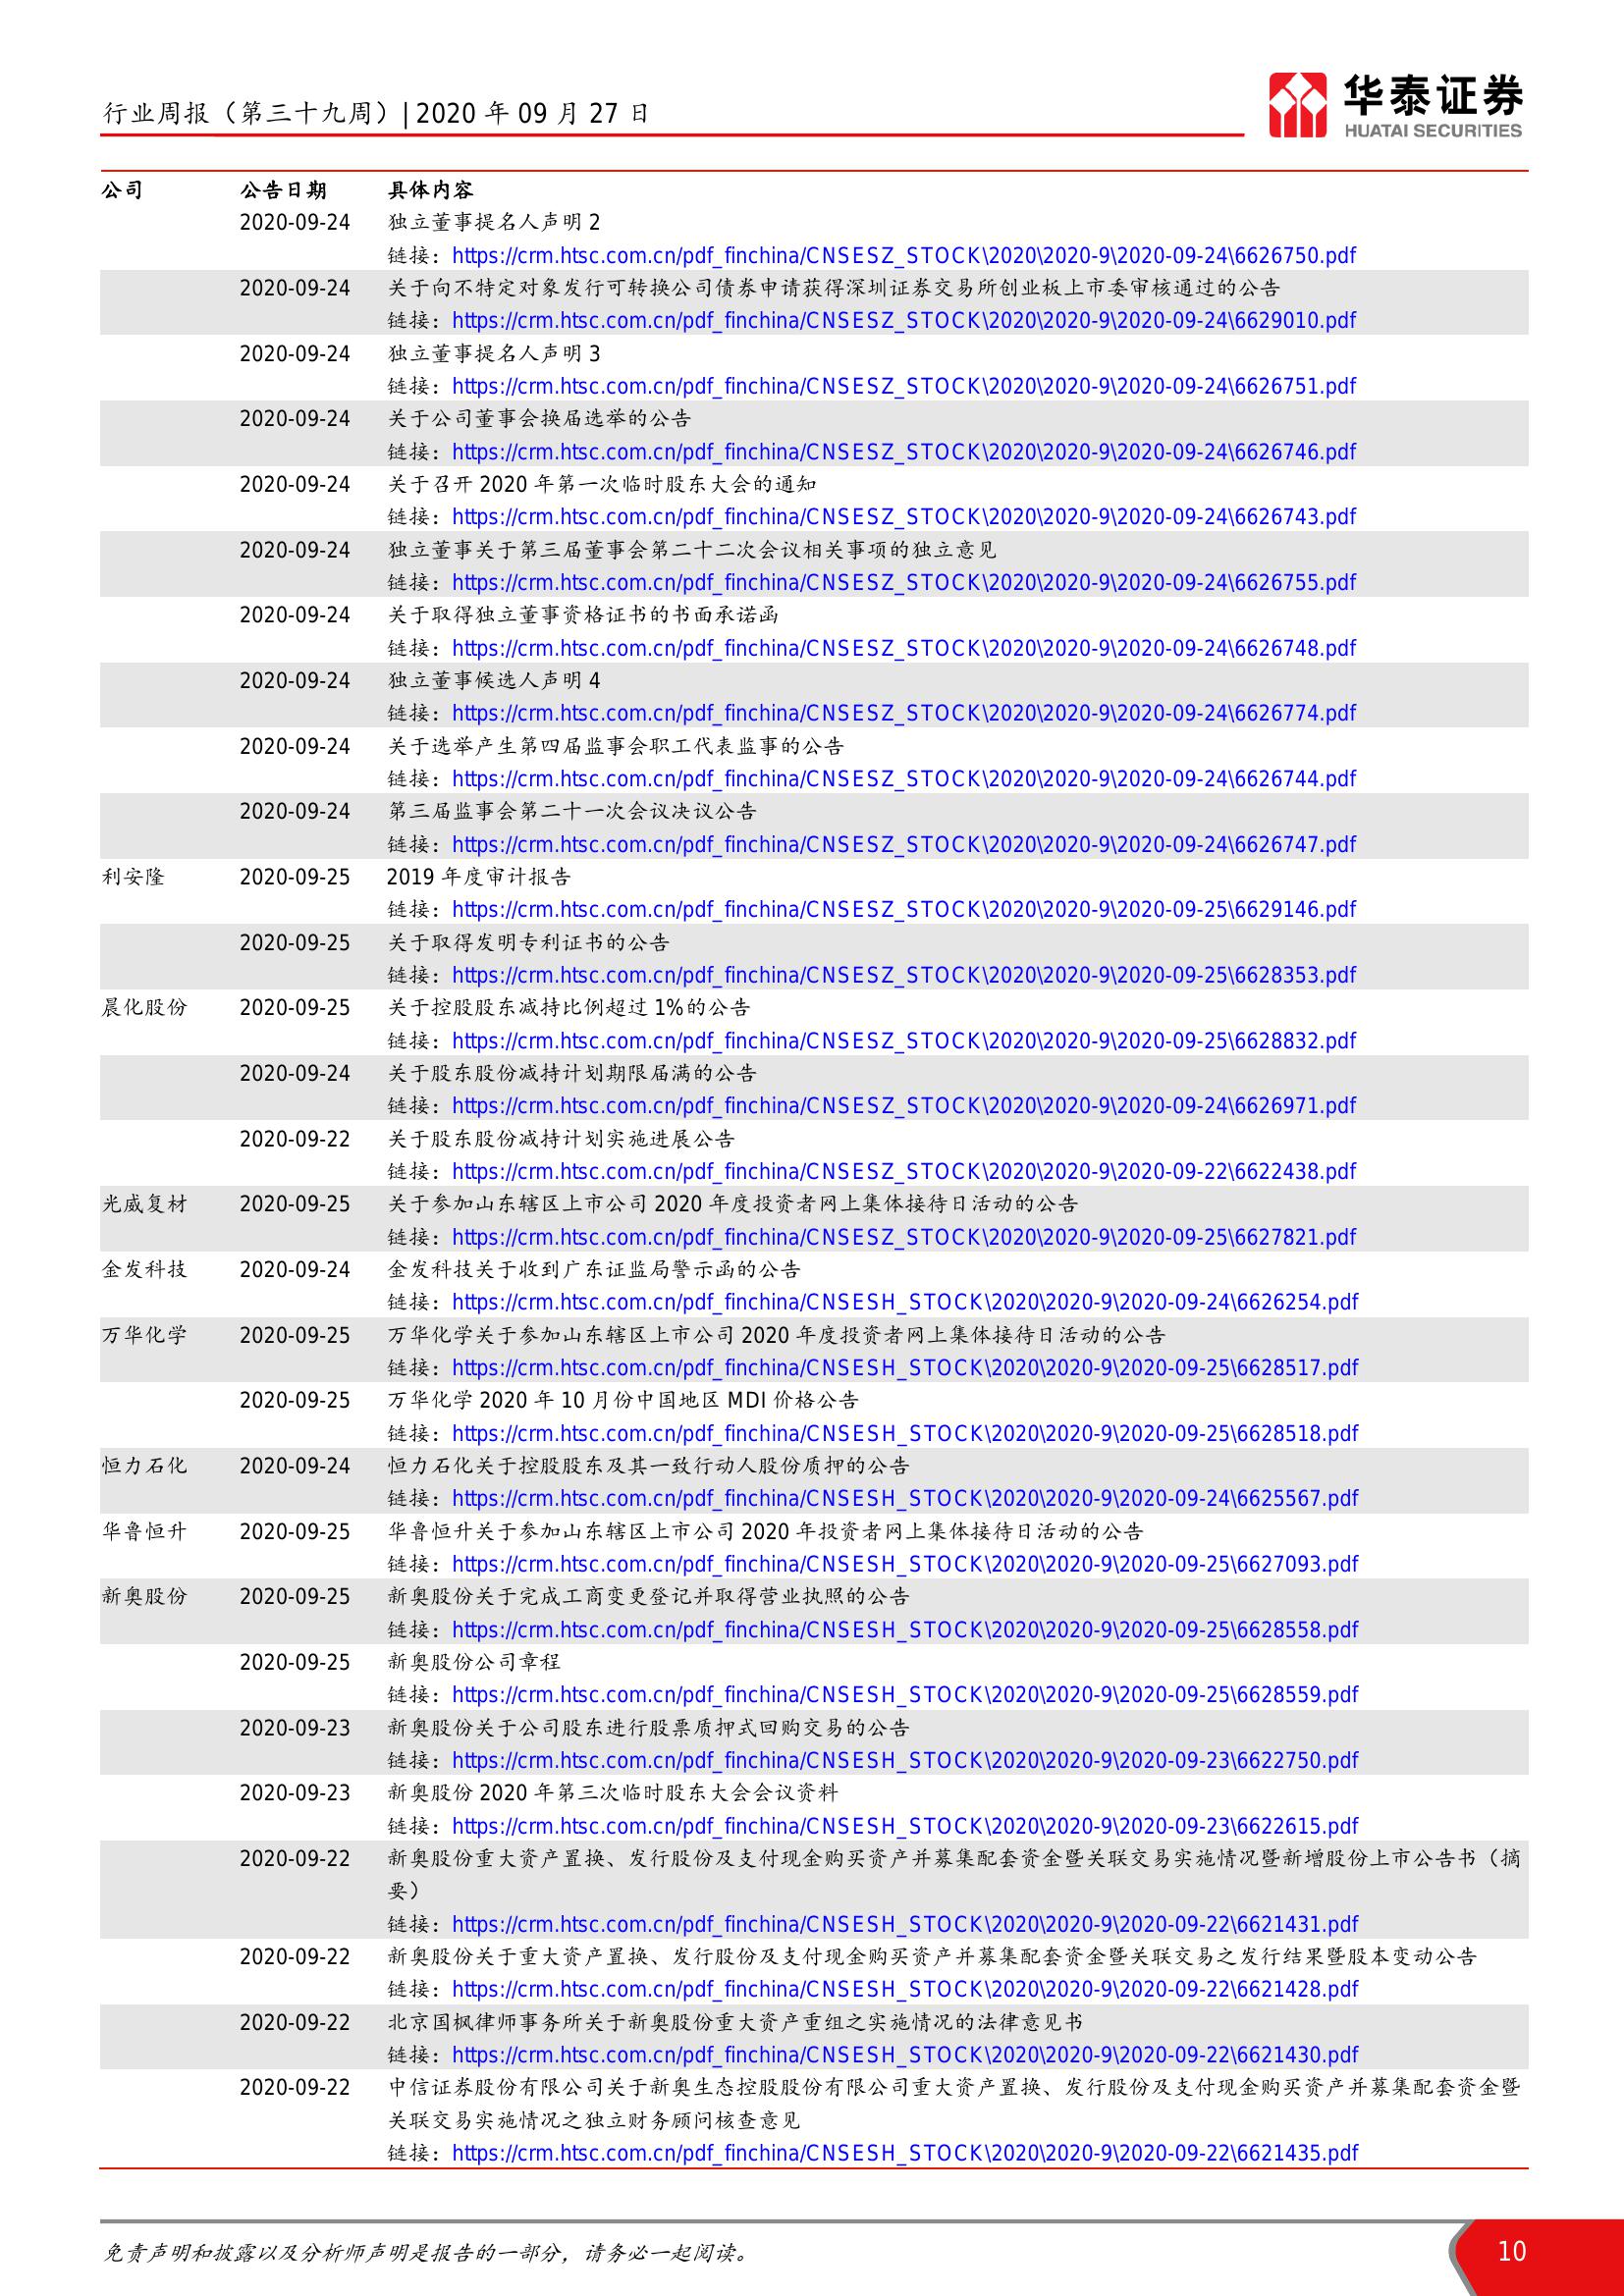 行业周报（第三十九周）| 2020 年 09 月 27 日
华泰证券
HUATAI SECURITIES
公司 公告日期 具体内容
2020-09-24 独立董事提名人声明 2
链接：https://crm.htsc.com.cn/pdf_finchina/CNSESZ_STOCK\2020\2020-9\2020-09-24\6626750.pdf
2020-09-24 关于向不特定对象发行可转换公司债券申请获得深圳证券交易所创业板上市委审核通过的公告
链接：https://crm.htsc.com.cn/pdf_finchina/CNSESZ_STOCK\2020\2020-9\2020-09-24\6629010.pdf
2020-09-24 独立董事提名人声明 3
链接：https://crm.htsc.com.cn/pdf_finchina/CNSESZ_STOCK\2020\2020-9\2020-09-24\6626751.pdf
2020-09-24 关于公司董事会换届选举的公告
链接：https://crm.htsc.com.cn/pdf_finchina/CNSESZ_STOCK\2020\2020-9\2020-09-24\6626746.pdf
2020-09-24 关于召开 2020 年第一次临时股东大会的通知
链接：https://crm.htsc.com.cn/pdf_finchina/CNSESZ_STOCK\2020\2020-9\2020-09-24\6626743.pdf
2020-09-24 独立董事关于第三届董事会第二十二次会议相关事项的独立意见
链接：https://crm.htsc.com.cn/pdf_finchina/CNSESZ_STOCK\2020\2020-9\2020-09-24\6626755.pdf
2020-09-24 关于取得独立董事资格证书的书面承诺函
链接：https://crm.htsc.com.cn/pdf_finchina/CNSESZ_STOCK\2020\2020-9\2020-09-24\6626748.pdf
2020-09-24 独立董事候选人声明 4
链接：https://crm.htsc.com.cn/pdf_finchina/CNSESZ_STOCK\2020\2020-9\2020-09-24\6626774.pdf
2020-09-24 关于选举产生第四届监事会职工代表监事的公告
链接：https://crm.htsc.com.cn/pdf_finchina/CNSESZ_STOCK\2020\2020-9\2020-09-24\6626744.pdf
2020-09-24 第三届监事会第二十一次会议决议公告
链接：https://crm.htsc.com.cn/pdf_finchina/CNSESZ_STOCK\2020\2020-9\2020-09-24\6626747.pdf
利安隆 2020-09-25 2019 年度审计报告
链接：https://crm.htsc.com.cn/pdf_finchina/CNSESZ_STOCK\2020\2020-9\2020-09-25\6629146.pdf
2020-09-25 关于取得发明专利证书的公告
链接：https://crm.htsc.com.cn/pdf_finchina/CNSESZ_STOCK\2020\2020-9\2020-09-25\6628353.pdf
晨化股份 2020-09-25 关于控股股东减持比例超过 1%的公告
链接：https://crm.htsc.com.cn/pdf_finchina/CNSESZ_STOCK\2020\2020-9\2020-09-25\6628832.pdf
2020-09-24 关于股东股份减持计划期限届满的公告
链接：https://crm.htsc.com.cn/pdf_finchina/CNSESZ_STOCK\2020\2020-9\2020-09-24\6626971.pdf
2020-09-22 关于股东股份减持计划实施进展公告
链接：https://crm.htsc.com.cn/pdf_finchina/CNSESZ_STOCK\2020\2020-9\2020-09-22\6622438.pdf
光威复材 2020-09-25 关于参加山东辖区上市公司 2020 年度投资者网上集体接待日活动的公告
链接：https://crm.htsc.com.cn/pdf_finchina/CNSESZ_STOCK\2020\2020-9\2020-09-25\6627821.pdf
金发科技 2020-09-24 金发科技关于收到广东证监局警示函的公告
链接：https://crm.htsc.com.cn/pdf_finchina/CNSESH_STOCK\2020\2020-9\2020-09-24\6626254.pdf
万华化学 2020-09-25 万华化学关于参加山东辖区上市公司 2020 年度投资者网上集体接待日活动的公告
链接：https://crm.htsc.com.cn/pdf_finchina/CNSESH_STOCK\2020\2020-9\2020-09-25\6628517.pdf
2020-09-25 万华化学 2020 年 10 月份中国地区 MDI 价格公告
链接：https://crm.htsc.com.cn/pdf_finchina/CNSESH_STOCK\2020\2020-9\2020-09-25\6628518.pdf
恒力石化 2020-09-24 恒力石化关于控股股东及其一致行动人股份质押的公告
链接：https://crm.htsc.com.cn/pdf_finchina/CNSESH_STOCK\2020\2020-9\2020-09-24\6625567.pdf
华鲁恒升 2020-09-25 华鲁恒升关于参加山东辖区上市公司 2020 年投资者网上集体接待日活动的公告
链接：https://crm.htsc.com.cn/pdf_finchina/CNSESH_STOCK\2020\2020-9\2020-09-25\6627093.pdf
新奥股份 2020-09-25 新奥股份关于完成工商变更登记并取得营业执照的公告
链接：https://crm.htsc.com.cn/pdf_finchina/CNSESH_STOCK\2020\2020-9\2020-09-25\6628558.pdf
2020-09-25 新奥股份公司章程
链接：https://crm.htsc.com.cn/pdf_finchina/CNSESH_STOCK\2020\2020-9\2020-09-25\6628559.pdf
2020-09-23 新奥股份关于公司股东进行股票质押式回购交易的公告
链接：https://crm.htsc.com.cn/pdf_finchina/CNSESH_STOCK\2020\2020-9\2020-09-23\6622750.pdf
2020-09-23 新奥股份 2020 年第三次临时股东大会会议资料
链接：https://crm.htsc.com.cn/pdf_finchina/CNSESH_STOCK\2020\2020-9\2020-09-23\6622615.pdf
2020-09-22 新奥股份重大资产置换、发行股份及支付现金购买资产并募集配套资金暨关联交易实施情况暨新增股份上市公告书（摘
要）
链接：https://crm.htsc.com.cn/pdf_finchina/CNSESH_STOCK\2020\2020-9\2020-09-22\6621431.pdf
2020-09-22 新奥股份关于重大资产置换、发行股份及支付现金购买资产并募集配套资金暨关联交易之发行结果暨股本变动公告
链接：https://crm.htsc.com.cn/pdf_finchina/CNSESH_STOCK\2020\2020-9\2020-09-22\6621428.pdf
2020-09-22 北京国枫律师事务所关于新奥股份重大资产重组之实施情况的法律意见书
链接：https://crm.htsc.com.cn/pdf_finchina/CNSESH_STOCK\2020\2020-9\2020-09-22\6621430.pdf
2020-09-22 中信证券股份有限公司关于新奥生态控股股份有限公司重大资产置换、发行股份及支付现金购买资产并募集配套资金暨
关联交易实施情况之独立财务顾问核查意见
链接：https://crm.htsc.com.cn/pdf_finchina/CNSESH_STOCK\2020\2020-9\2020-09-22\6621435.pdf
免责声明和披露以及分析师声明是报告的一部分，请务必一起阅读。
10